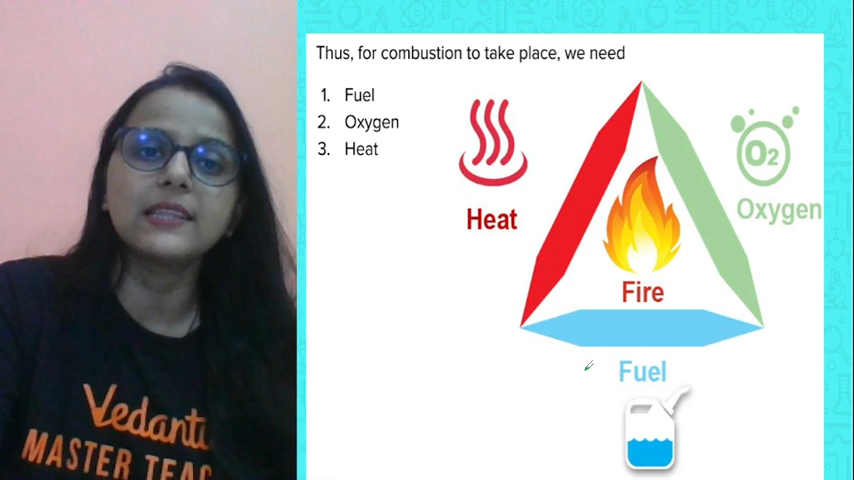 Thus, for combustion to take place, we need
1. Fuel
2. Oxygen
3. Heat
O2
Oxygen
Heat
Fire
Fuel
Vedantu
MASTER